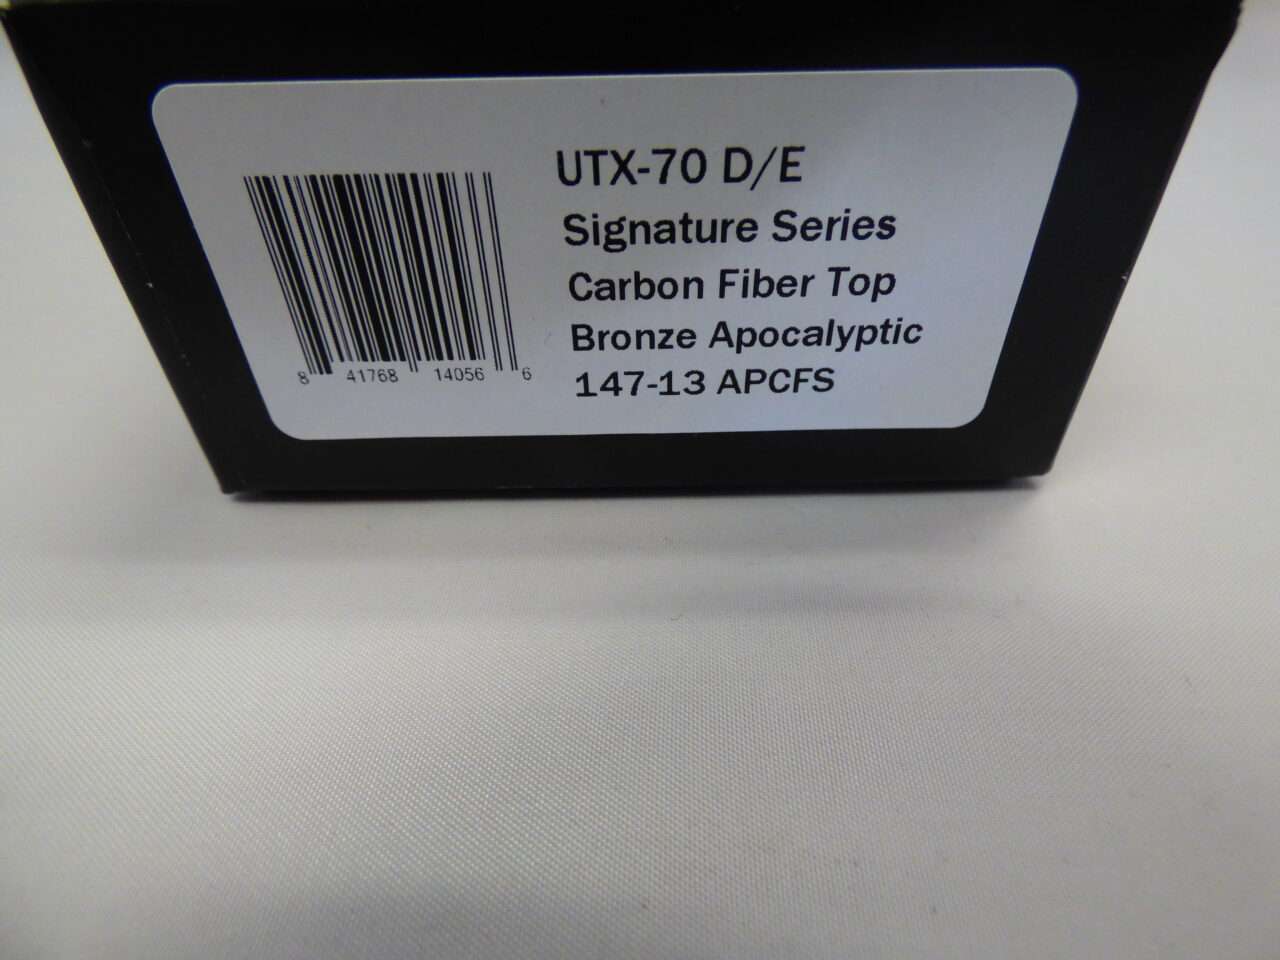 UTX-70 D/E
Signature Series
Carbon Fiber Top
Bronze Apocalyptic
147-13 APCFS
8 41768 14056 6